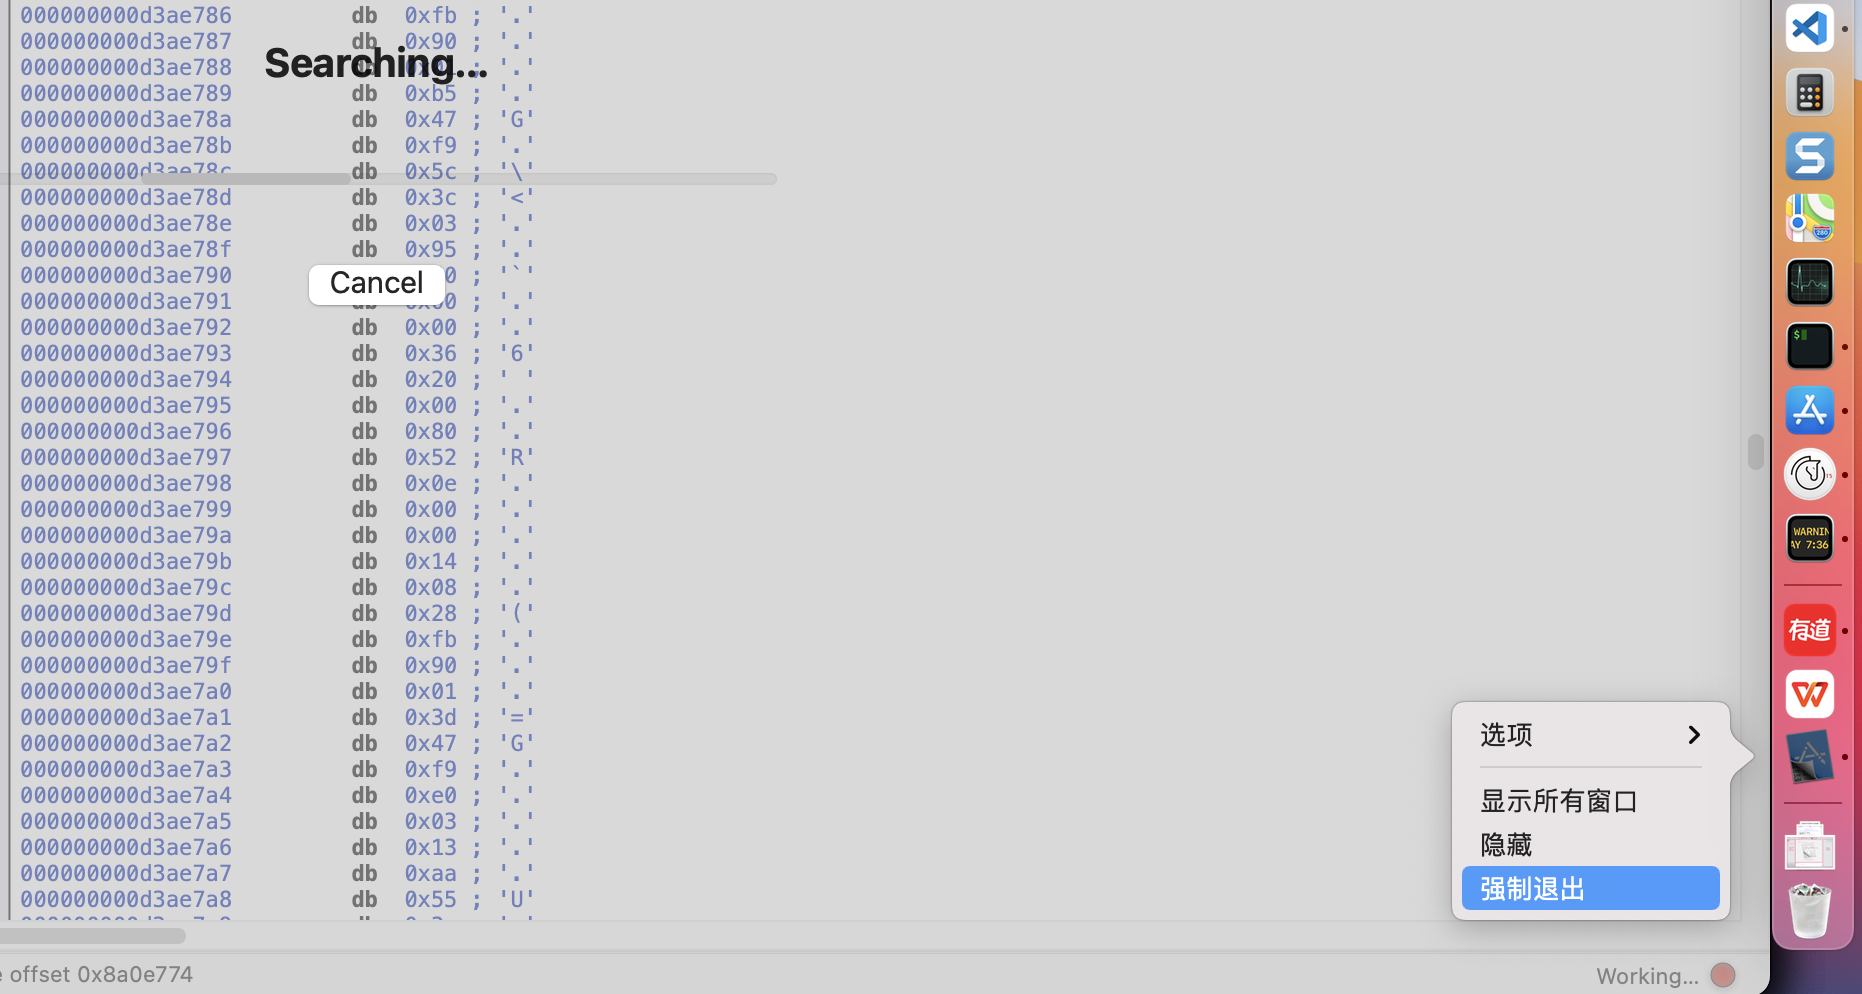 000000000d3ae786 db 0xfb ; '.'
000000000d3ae787 db 0x90 ; '.'
Searching...
000000000d3ae788 db ; '.'
000000000d3ae789 db 0xb5 ; '.'
000000000d3ae78a db 0x47 ; 'G'
000000000d3ae78b db 0xf9 ; '.'
000000000d3ae78c db 0x5c ; '\'
000000000d3ae78d db 0x3c ; '<'
000000000d3ae78e db 0x03 ; '.'
000000000d3ae78f db 0x95 ; '.'
000000000d3ae790 0 ; '`'
Cancel
000000000d3ae791 db ; '.'
000000000d3ae792 db 0x00 ; '.'
000000000d3ae793 db 0x36 ; '6'
000000000d3ae794 db 0x20 ; ' '
000000000d3ae795 db 0x00 ; '.'
000000000d3ae796 db 0x80 ; '.'
000000000d3ae797 db 0x52 ; 'R'
000000000d3ae798 db 0x0e ; '.'
000000000d3ae799 db 0x00 ; '.'
000000000d3ae79a db 0x00 ; '.'
000000000d3ae79b db 0x14 ; '.'
000000000d3ae79c db 0x08 ; '.'
000000000d3ae79d db 0x28 ; '('
000000000d3ae79e db 0xfb ; '.'
000000000d3ae79f db 0x90 ; '.'
000000000d3ae7a0 db 0x01 ; '.'
000000000d3ae7a1 db 0x3d ; '='
000000000d3ae7a2 db 0x47 ; 'G'
000000000d3ae7a3 db 0xf9 ; '.'
000000000d3ae7a4 db 0xe0 ; '.'
000000000d3ae7a5 db 0x03 ; '.'
000000000d3ae7a6 db 0x13 ; '.'
000000000d3ae7a7 db 0xaa ; '.'
000000000d3ae7a8 db 0x55 ; 'U'
e offset 0x8a0e774
Working...
选项
显示所有窗口
隐藏
强制退出
280
$
WARNIN
AY 7:36
有道